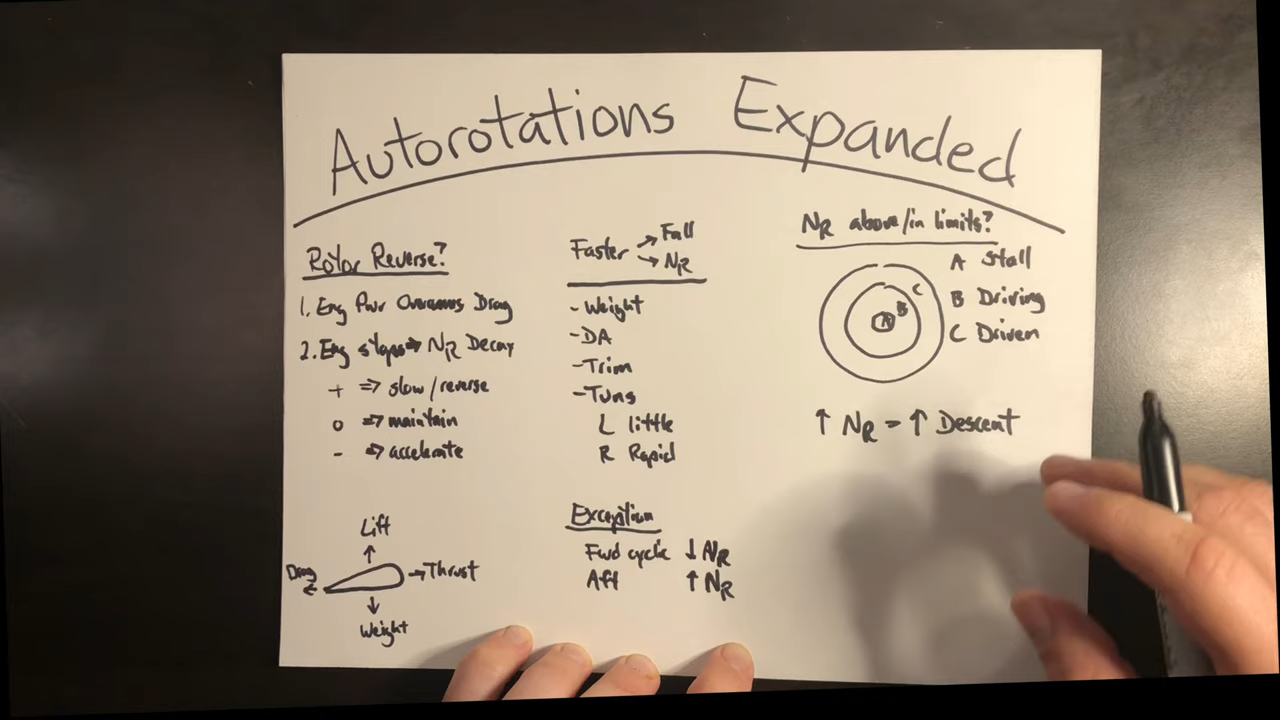 Autorotations Expanded
Rotor Reverse?
1. Eng Pwr Overcomes Drag
2. Eng stops → NR Decay
+ ⇒ slow/reverse
0 ⇒ maintain
- ⇒ accelerate
Lift
Drag
Thrust
Weight
Faster → Fall
→ NR
- Weight
- DA
- Trim
- Turns
L little
R Rapid
Exception
Fwd cyclic ↓ NR
Aft ↑ NR
NR above/in limits?
A Stall
B Driving
C Driven
C
B
A
↑ NR = ↑ Descent